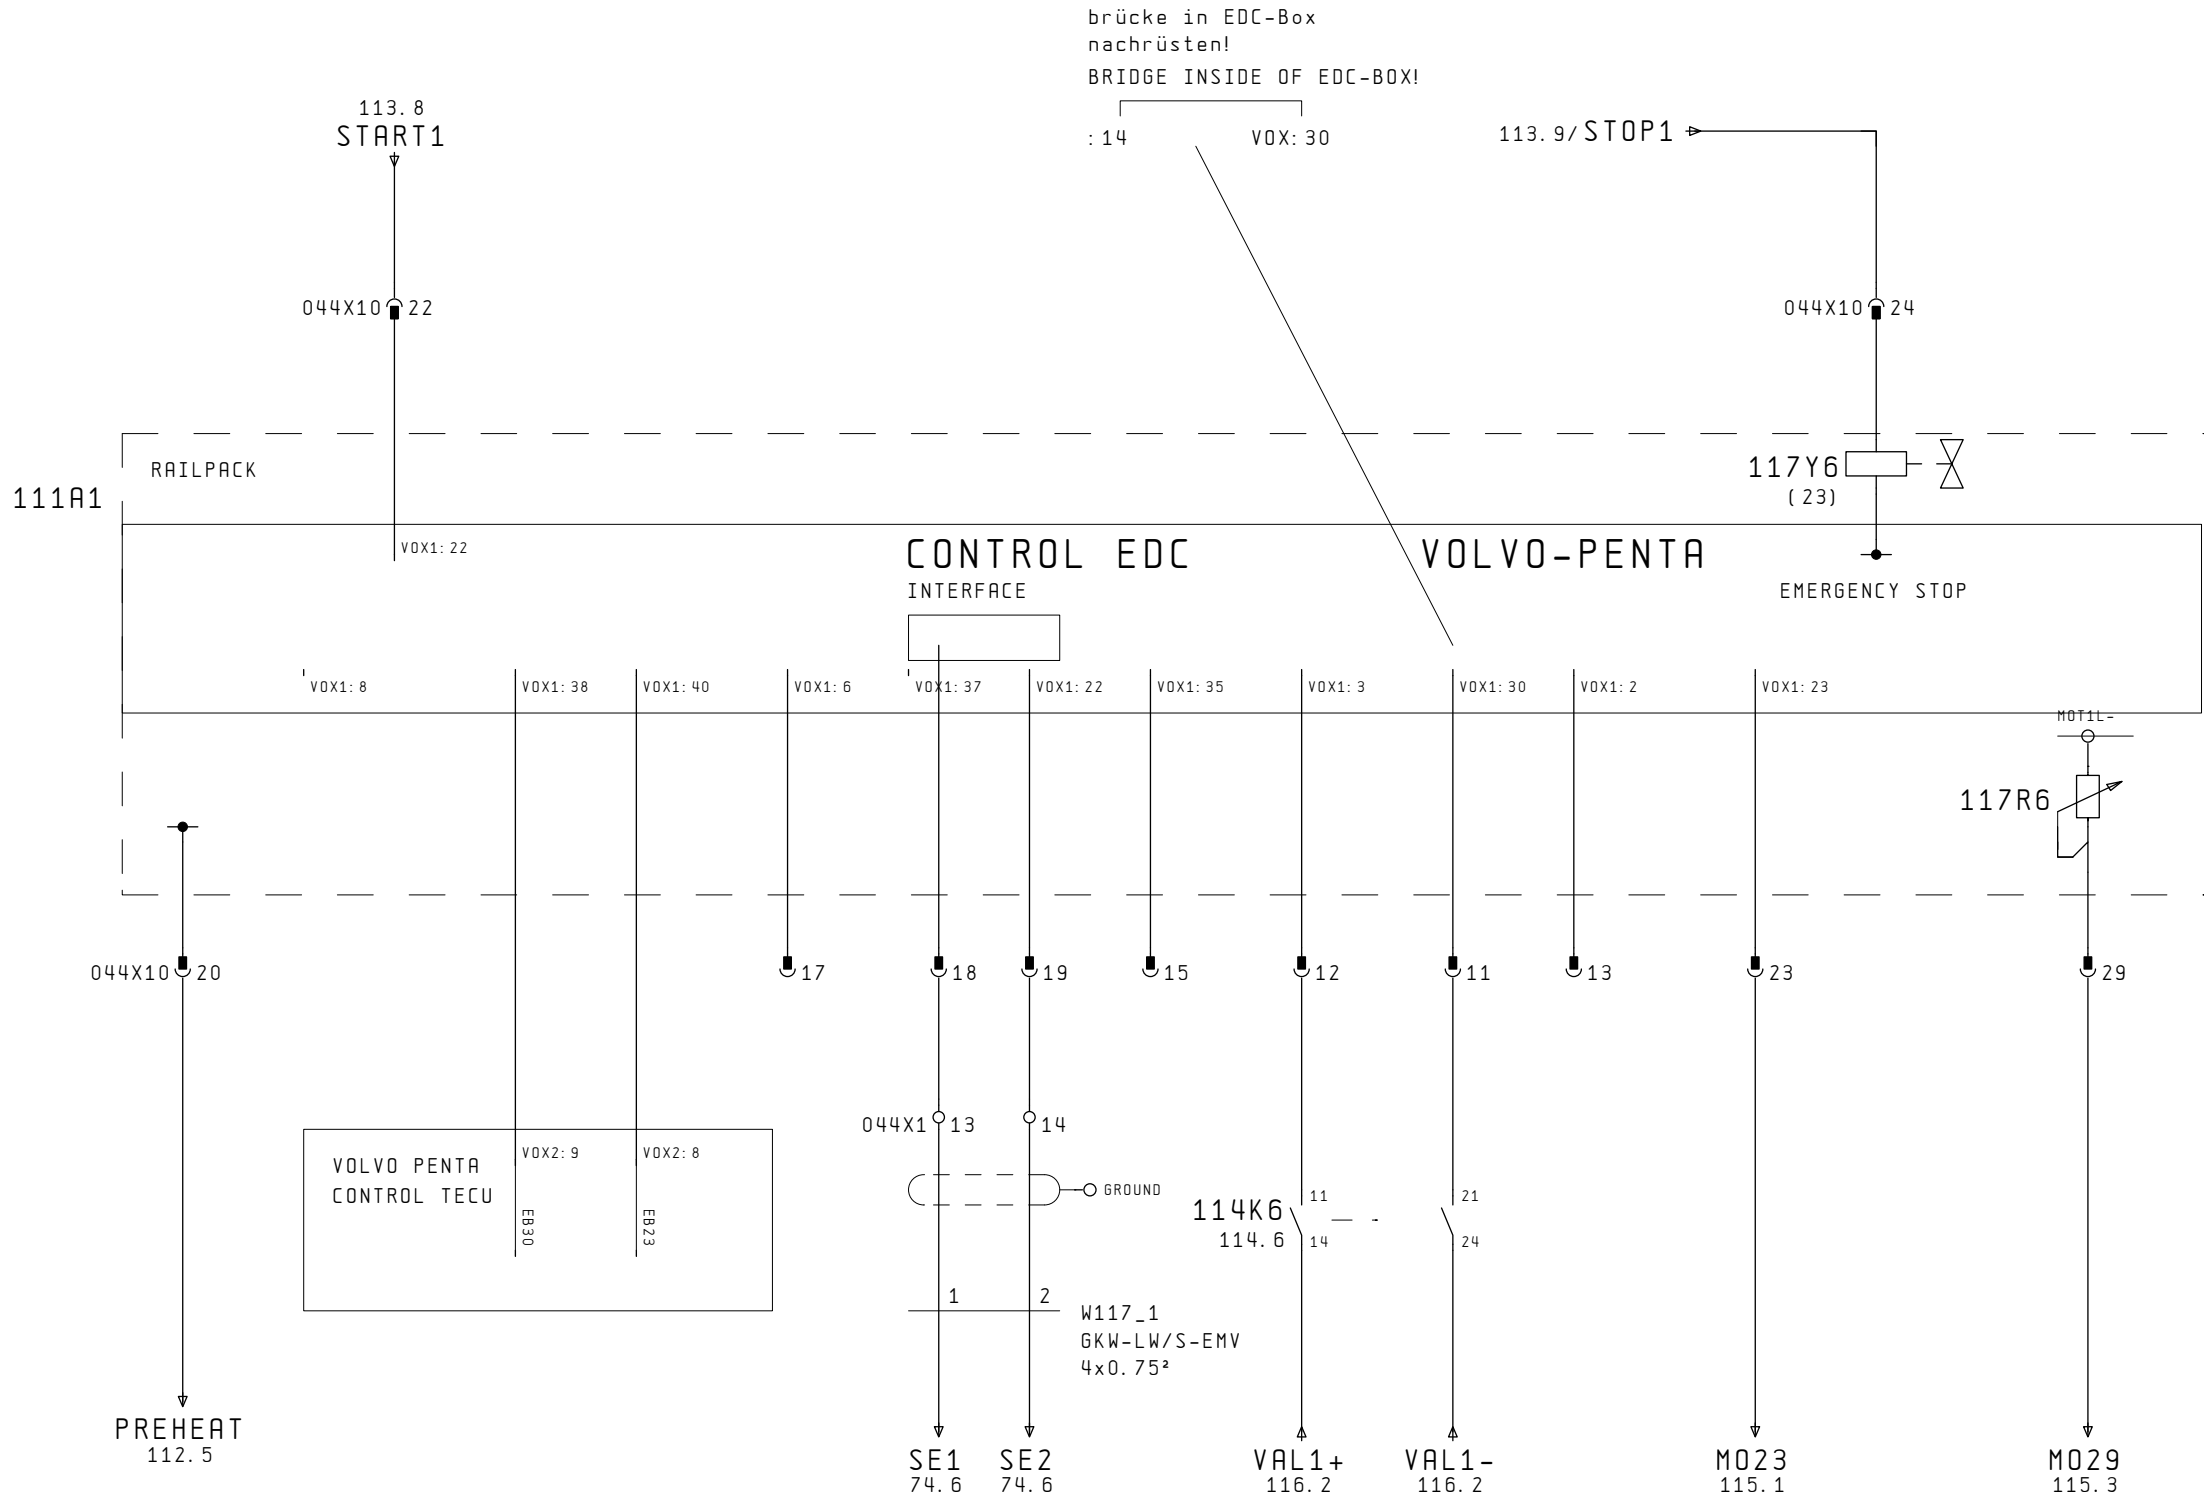 brücke in EDC-Box
nachrüsten!
BRIDGE INSIDE OF EDC-BOX!
113.8
START1
:14
VOX:30
113.9/STOP1
044X10
22
044X10
24
RAILPACK
111A1
117Y6
(23)
VOX1:22
CONTROL EDC
VOLVO-PENTA
INTERFACE
EMERGENCY STOP
VOX1:8
VOX1:38
VOX1:40
VOX1:6
VOX1:37
VOX1:22
VOX1:35
VOX1:3
VOX1:30
VOX1:2
VOX1:23
MOT1L-
117R6
044X10
20
17
18
19
15
12
11
13
23
29
044X1
13
14
VOLVO PENTA
CONTROL TECU
VOX2:9
VOX2:8
EB30
EB23
GROUND
114K6
114.6
11
14
21
24
1
2
W117_1
GKW-LW/S-EMV
4x0.75²
PREHEAT
112.5
SE1
74.6
SE2
74.6
VAL1+
116.2
VAL1-
116.2
MO23
115.1
MO29
115.3